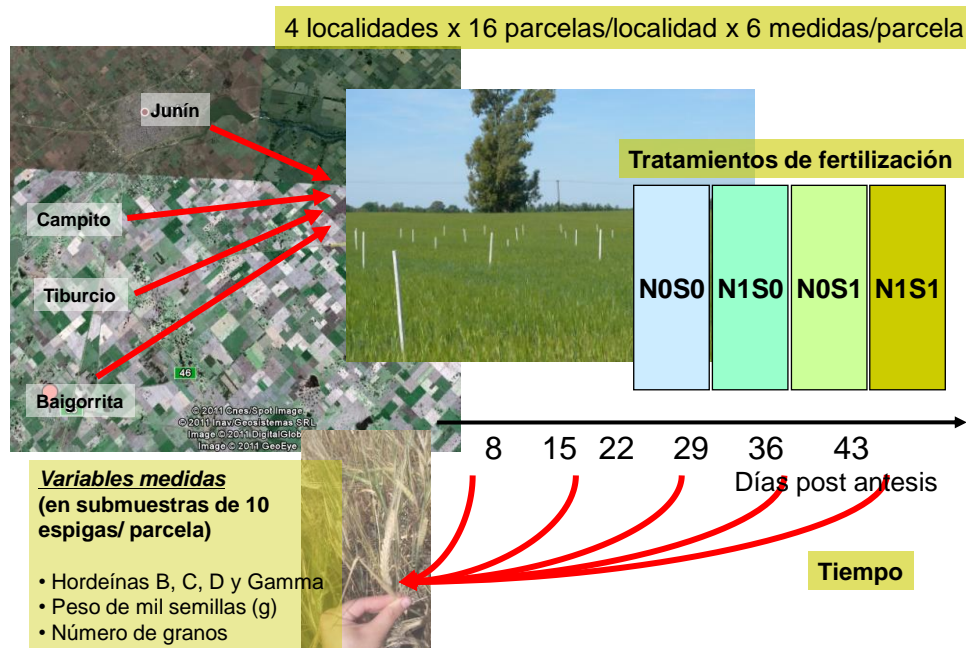 4 localidades x 16 parcelas/localidad x 6 medidas/parcela
Junín
Campito
Tiburcio
Baigorrita
46
© 2011 Cnes/Spot Image
© 2011 Inav/Geosistemas SRL
Image © 2011 DigitalGlobe
Image © 2011 GeoEye
Tratamientos de fertilización
N0S0 N1S0 N0S1 N1S1
8 15 22 29 36 43
Días post antesis
Tiempo
Variables medidas
(en submuestras de 10
espigas/ parcela)
• Hordeínas B, C, D y Gamma
• Peso de mil semillas (g)
• Número de granos